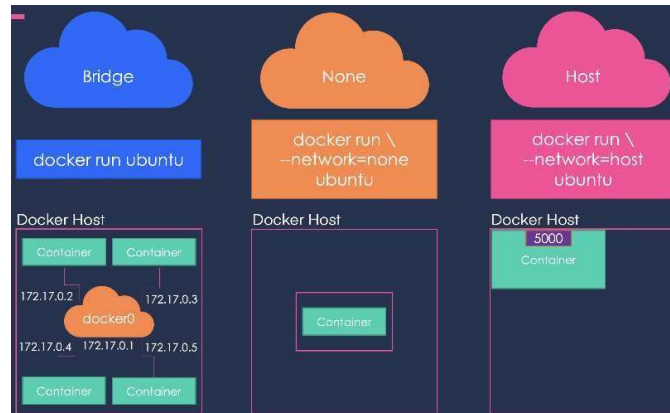 Bridge
None
Host
docker run ubuntu
docker run \
--network=none
ubuntu
docker run \
--network=host
ubuntu
Docker Host
Container
Container
172.17.0.2
172.17.0.3
docker0
172.17.0.4
172.17.0.1
172.17.0.5
Container
Container
Docker Host
Container
Docker Host
5000
Container